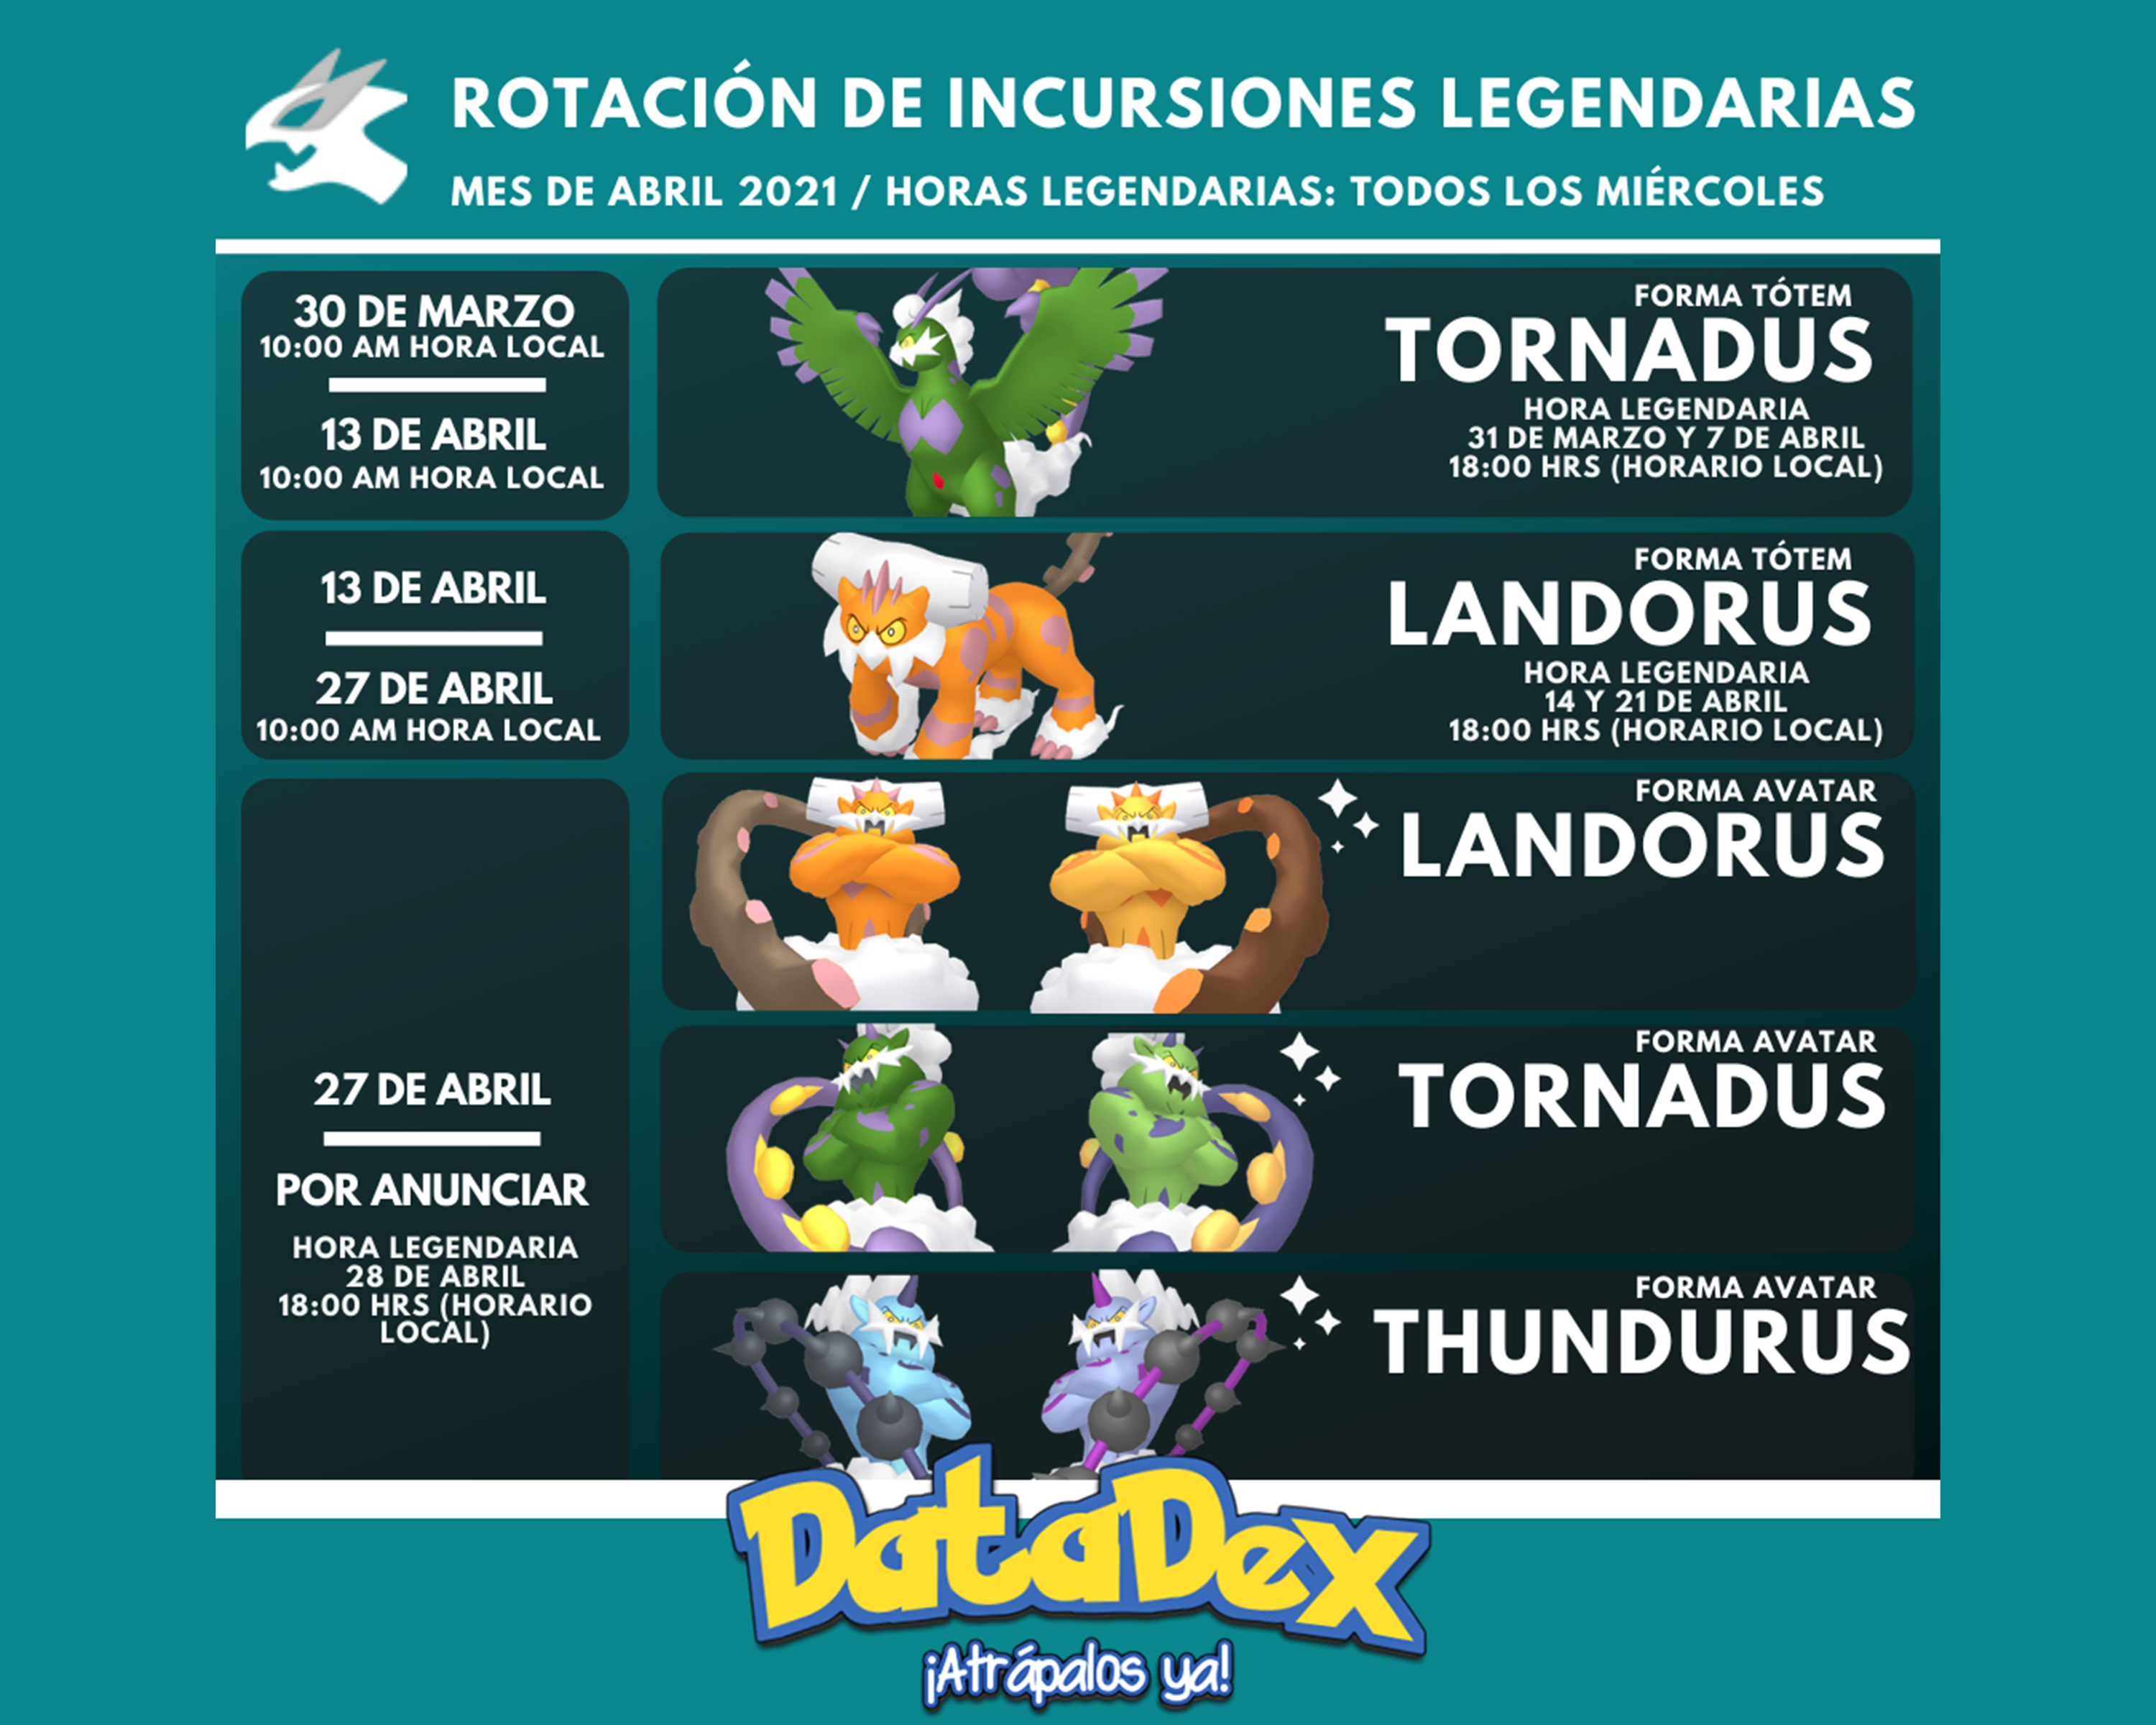 ROTACIÓN DE INCURSIONES LEGENDARIAS
MES DE ABRIL 2021 / HORAS LEGENDARIAS: TODOS LOS MIÉRCOLES
30 DE MARZO
10:00 AM HORA LOCAL
13 DE ABRIL
10:00 AM HORA LOCAL
FORMA TÓTEM
TORNADUS
HORA LEGENDARIA
31 DE MARZO Y 7 DE ABRIL
18:00 HRS (HORARIO LOCAL)
13 DE ABRIL
27 DE ABRIL
10:00 AM HORA LOCAL
FORMA TÓTEM
LANDORUS
HORA LEGENDARIA
14 Y 21 DE ABRIL
18:00 HRS (HORARIO LOCAL)
27 DE ABRIL
POR ANUNCIAR
HORA LEGENDARIA
28 DE ABRIL
18:00 HRS (HORARIO
LOCAL)
FORMA AVATAR
LANDORUS
FORMA AVATAR
TORNADUS
FORMA AVATAR
THUNDURUS
DataDex
¡Atrápalos ya!